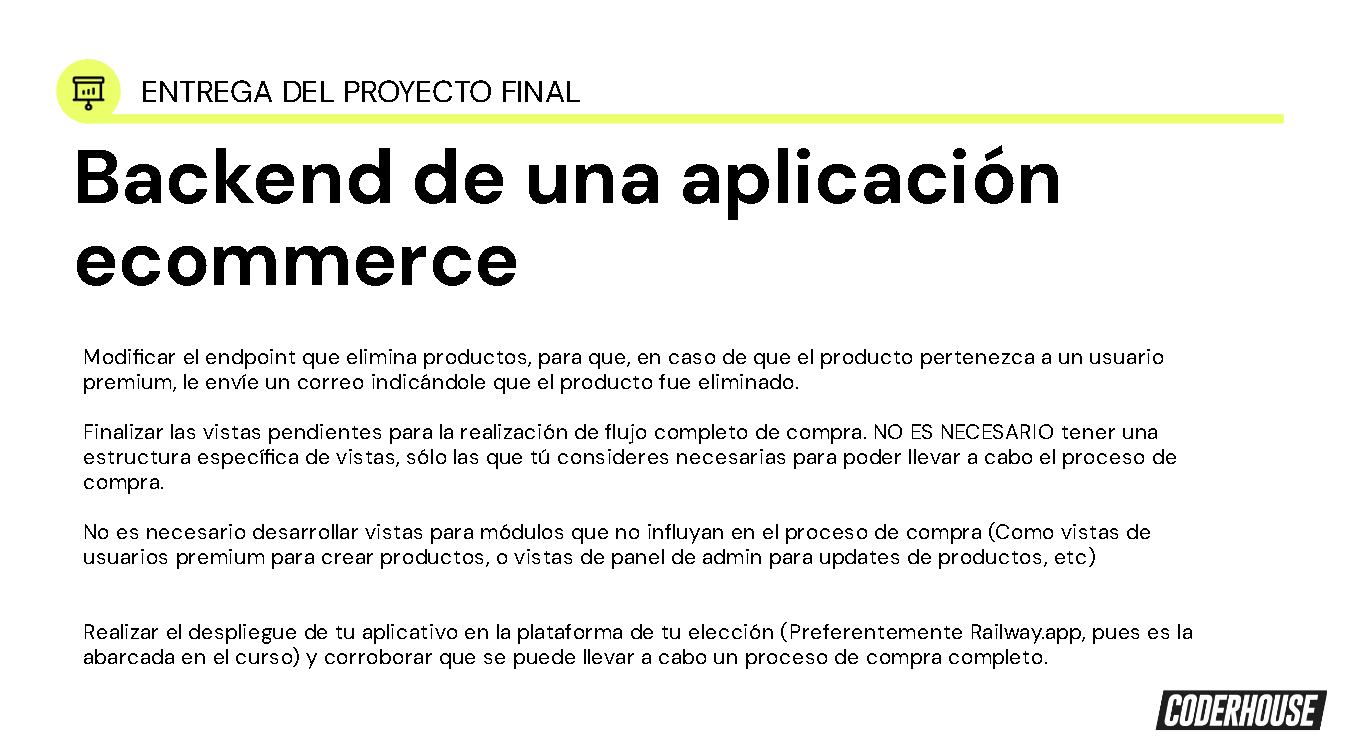 ENTREGA DEL PROYECTO FINAL
Backend de una aplicación
ecommerce
Modificar el endpoint que elimina productos, para que, en caso de que el producto pertenezca a un usuario
premium, le envíe un correo indicándole que el producto fue eliminado.
Finalizar las vistas pendientes para la realización de flujo completo de compra. NO ES NECESARIO tener una
estructura específica de vistas, sólo las que tú consideres necesarias para poder llevar a cabo el proceso de
compra.
No es necesario desarrollar vistas para módulos que no influyan en el proceso de compra (Como vistas de
usuarios premium para crear productos, o vistas de panel de admin para updates de productos, etc)
Realizar el despliegue de tu aplicativo en la plataforma de tu elección (Preferentemente Railway.app, pues es la
abarcada en el curso) y corroborar que se puede llevar a cabo un proceso de compra completo.
CODERHOUSE